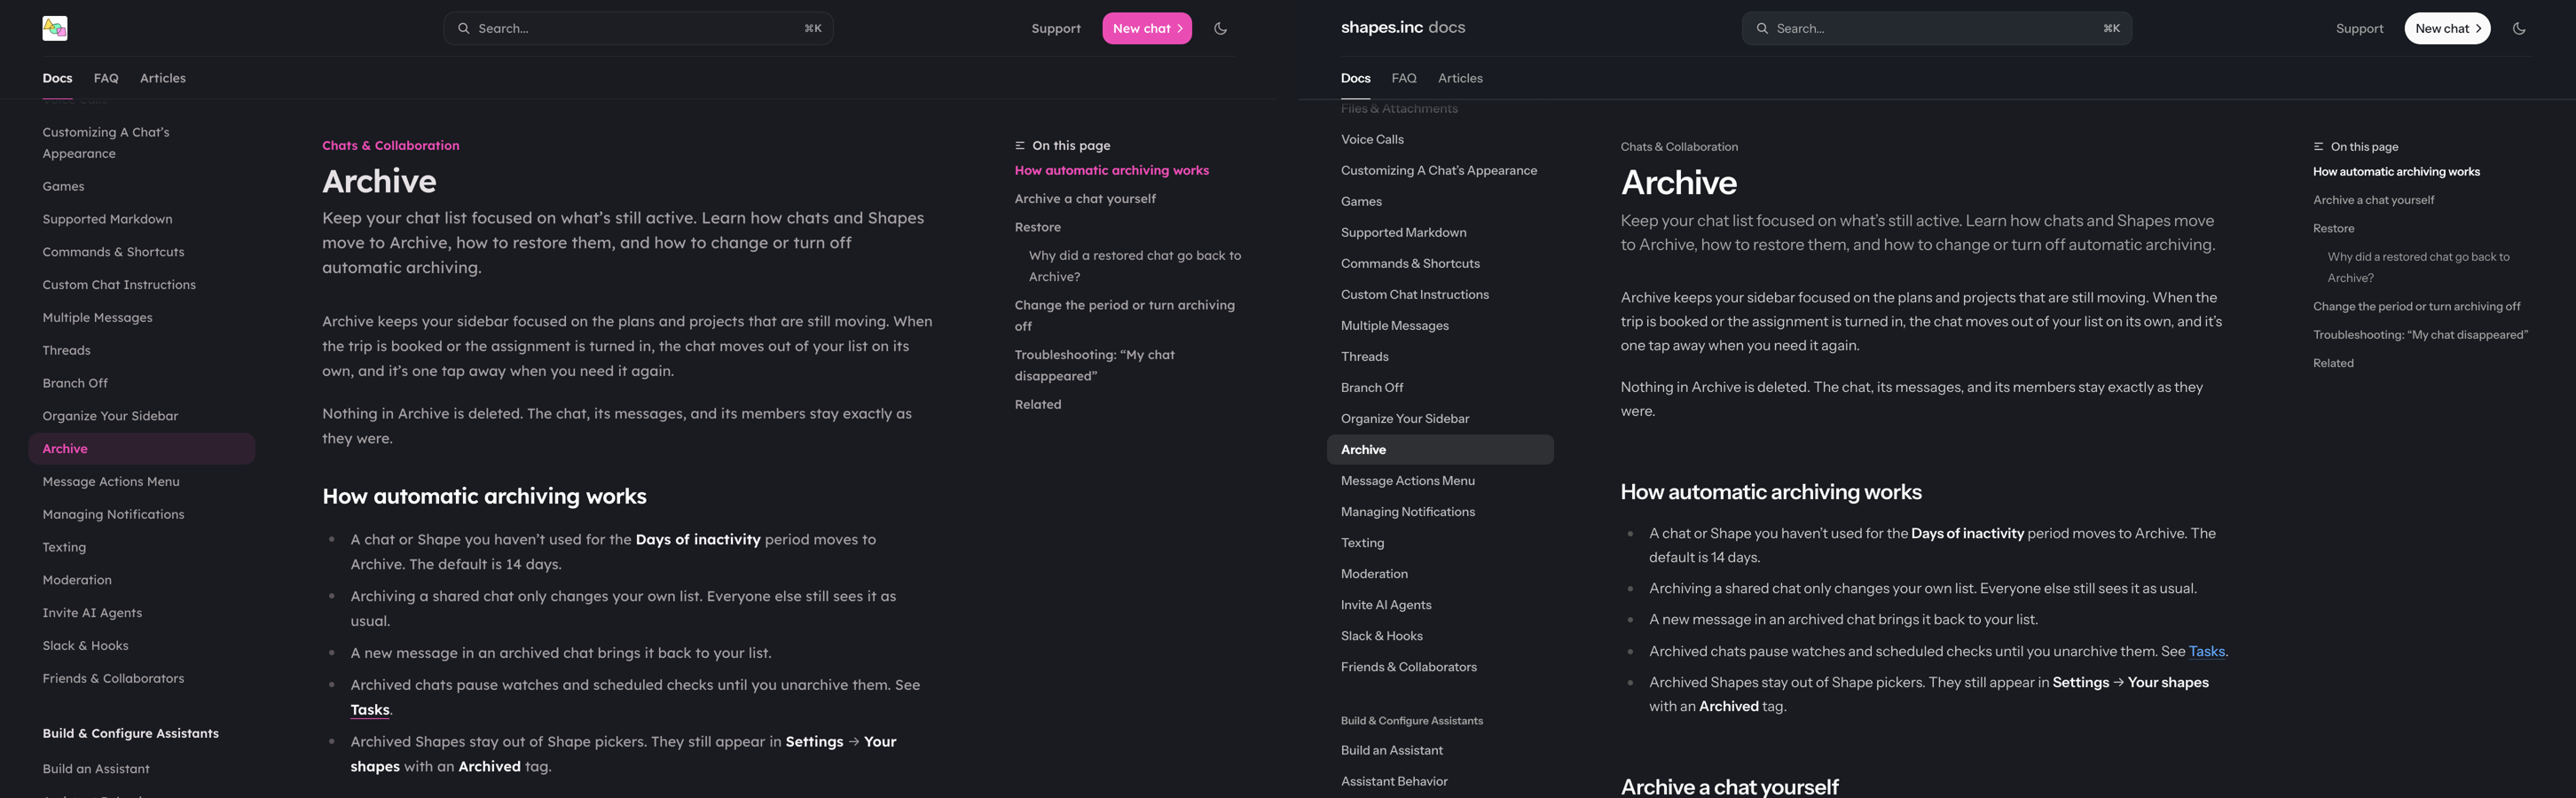 Search...
⌘K
Support
New chat
Docs
FAQ
Articles
Customizing A Chat's
Appearance
Games
Supported Markdown
Commands & Shortcuts
Custom Chat Instructions
Multiple Messages
Threads
Branch Off
Organize Your Sidebar
Archive
Message Actions Menu
Managing Notifications
Texting
Moderation
Invite AI Agents
Slack & Hooks
Friends & Collaborators
Build & Configure Assistants
Build an Assistant
Chats & Collaboration
Archive
Keep your chat list focused on what’s still active. Learn how chats and Shapes
move to Archive, how to restore them, and how to change or turn off
automatic archiving.
Archive keeps your sidebar focused on the plans and projects that are still moving. When
the trip is booked or the assignment is turned in, the chat moves out of your list on its
own, and it’s one tap away when you need it again.
Nothing in Archive is deleted. The chat, its messages, and its members stay exactly as
they were.
How automatic archiving works
A chat or Shape you haven’t used for the Days of inactivity period moves to
Archive. The default is 14 days.
Archiving a shared chat only changes your own list. Everyone else still sees it as
usual.
A new message in an archived chat brings it back to your list.
Archived chats pause watches and scheduled checks until you unarchive them. See
Tasks.
Archived Shapes stay out of Shape pickers. They still appear in Settings → Your
shapes with an Archived tag.
On this page
How automatic archiving works
Archive a chat yourself
Restore
Why did a restored chat go back to
Archive?
Change the period or turn archiving
off
Troubleshooting: “My chat
disappeared”
Related
shapes.inc docs
Search...
⌘K
Support
New chat
Docs
FAQ
Articles
Files & Attachments
Voice Calls
Customizing A Chat's Appearance
Games
Supported Markdown
Commands & Shortcuts
Custom Chat Instructions
Multiple Messages
Threads
Branch Off
Organize Your Sidebar
Archive
Message Actions Menu
Managing Notifications
Texting
Moderation
Invite AI Agents
Slack & Hooks
Friends & Collaborators
Build & Configure Assistants
Build an Assistant
Assistant Behavior
Chats & Collaboration
Archive
Keep your chat list focused on what’s still active. Learn how chats and Shapes move
to Archive, how to restore them, and how to change or turn off automatic archiving.
Archive keeps your sidebar focused on the plans and projects that are still moving. When the
trip is booked or the assignment is turned in, the chat moves out of your list on its own, and it’s
one tap away when you need it again.
Nothing in Archive is deleted. The chat, its messages, and its members stay exactly as they
were.
How automatic archiving works
A chat or Shape you haven’t used for the Days of inactivity period moves to Archive. The
default is 14 days.
Archiving a shared chat only changes your own list. Everyone else still sees it as usual.
A new message in an archived chat brings it back to your list.
Archived chats pause watches and scheduled checks until you unarchive them. See Tasks.
Archived Shapes stay out of Shape pickers. They still appear in Settings → Your shapes
with an Archived tag.
Archive a chat yourself
On this page
How automatic archiving works
Archive a chat yourself
Restore
Why did a restored chat go back to
Archive?
Change the period or turn archiving off
Troubleshooting: “My chat disappeared”
Related